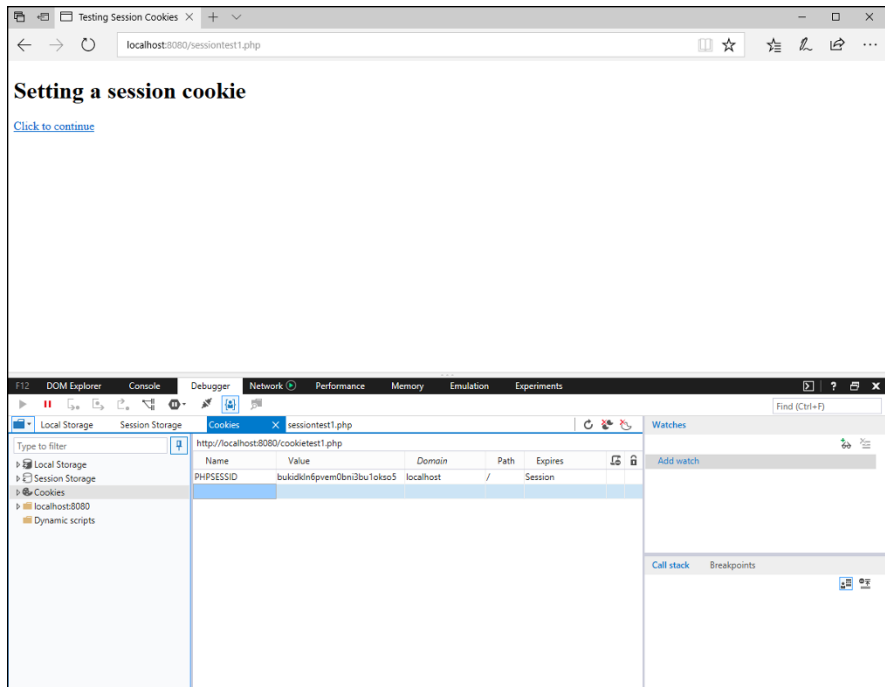 Testing Session Cookies
localhost:8080/sessiontest1.php
Setting a session cookie
Click to continue
F12 DOM Explorer Console Debugger Network Performance Memory Emulation Experiments
Find (Ctrl+F)
Local Storage Session Storage Cookies sessiontest1.php Watches
Type to filter http://localhost:8080/cookietest1.php
Name Value Domain Path Expires
Add watch
Local Storage
PHPSESSID bukidkln6pvem0bni3bu1okso5 localhost / Session
Session Storage
Cookies
localhost:8080
Dynamic scripts
Call stack Breakpoints